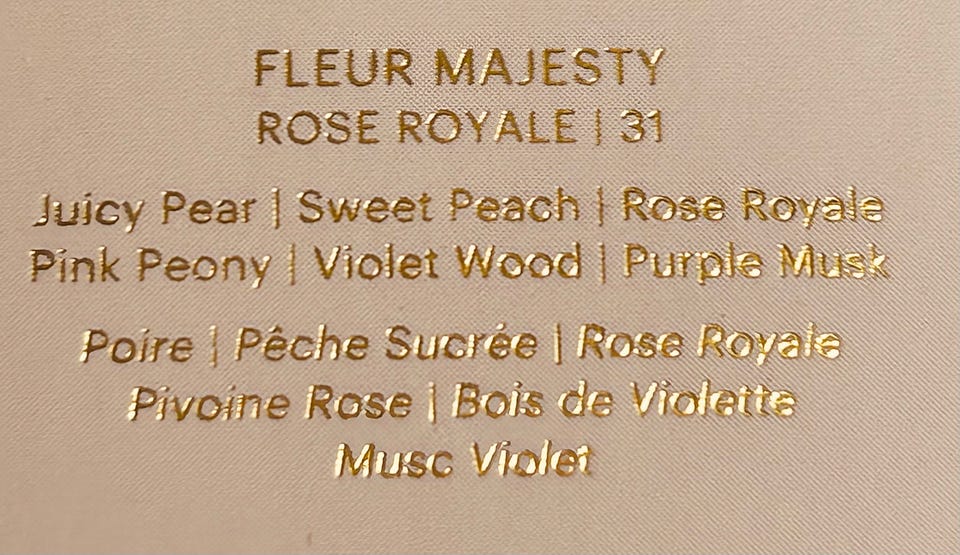 FLEUR MAJESTY
ROSE ROYALE | 31
Juicy Pear | Sweet Peach | Rose Royale
Pink Peony | Violet Wood | Purple Musk
Poire | Pêche Sucrée | Rose Royale
Pivoine Rose | Bois de Violette
Musc Violet